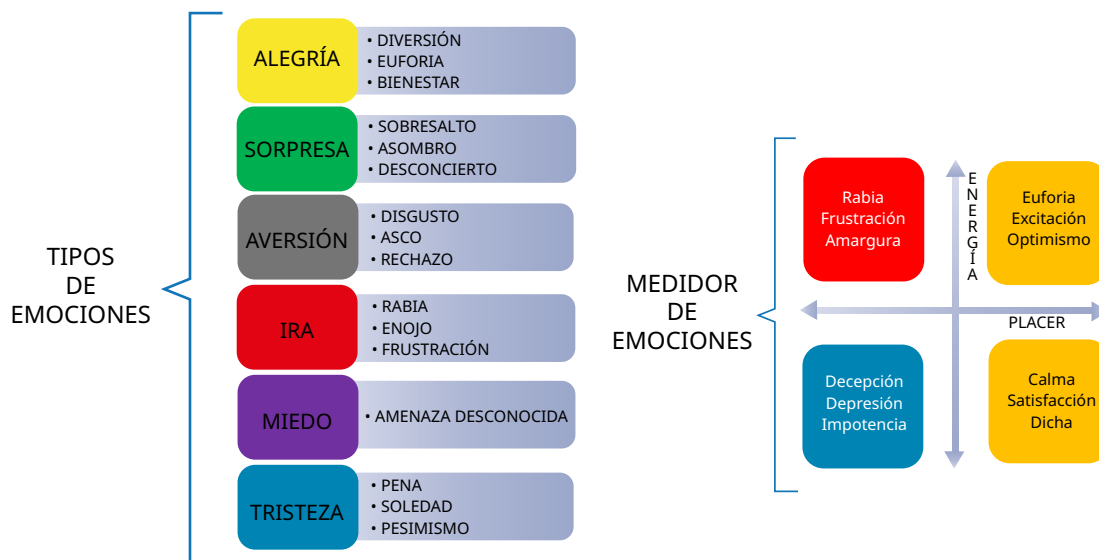 TIPOS
DE
EMOCIONES
ALEGRÍA
• DIVERSIÓN
• EUFORIA
• BIENESTAR
SORPRESA
• SOBRESALTO
• ASOMBRO
• DESCONCIERTO
AVERSIÓN
• DISGUSTO
• ASCO
• RECHAZO
IRA
• RABIA
• ENOJO
• FRUSTRACIÓN
MIEDO
• AMENAZA DESCONOCIDA
TRISTEZA
• PENA
• SOLEDAD
• PESIMISMO
MEDIDOR
DE
EMOCIONES
Rabia
Frustración
Amargura
ENERGÍA
Euforia
Excitación
Optimismo
PLACER
Decepción
Depresión
Impotencia
Calma
Satisfacción
Dicha